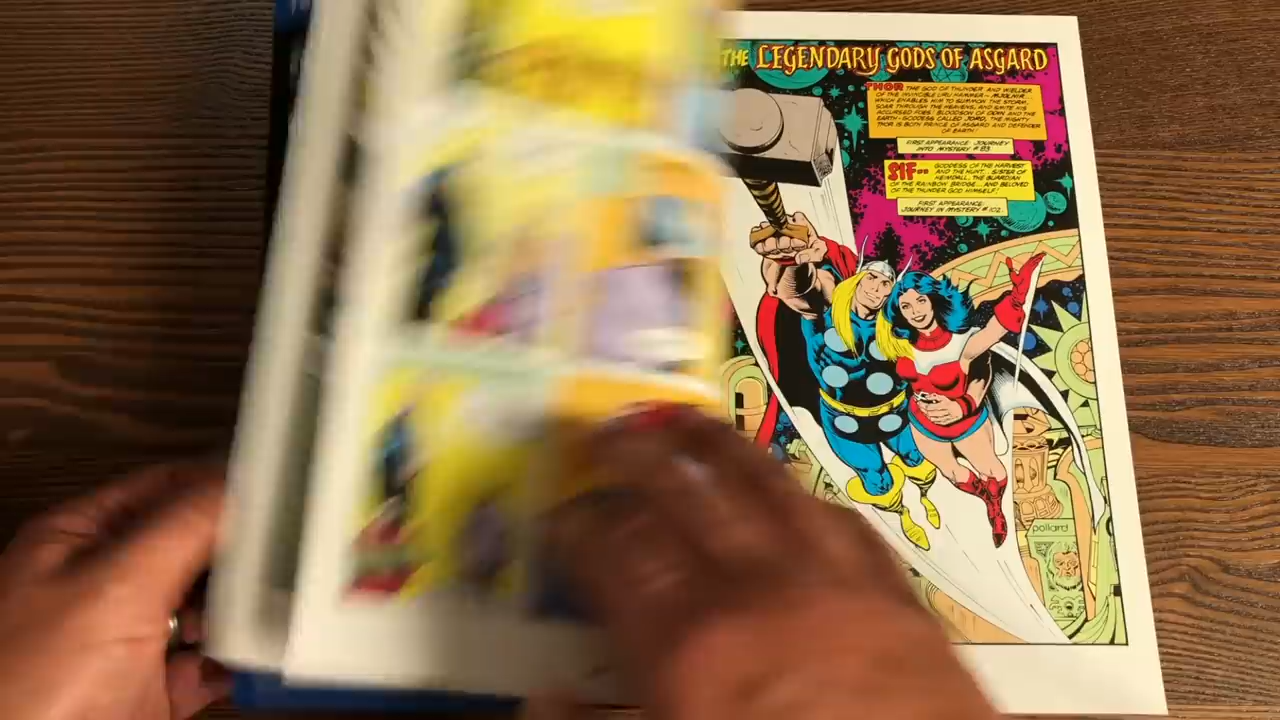 THE LEGENDARY GODS OF ASGARD
THOR THE GOD OF THUNDER AND WIELDER
OF THE INVINCIBLE URU HAMMER - MJOLNIR...
WHICH ENABLES HIM TO SUMMON THE STORM,
SOAR THROUGH THE HEAVENS, AND SMITE HIS
ACCURSED FOES! BLOODSON OF ODIN AND THE
EARTH-GODDESS CALLED JORD, THE MIGHTY
THOR IS BOTH PRINCE OF ASGARD AND DEFENDER
OF EARTH!
FIRST APPEARANCE: JOURNEY
INTO MYSTERY #83.
SIF GODDESS OF THE HARVEST
AND THE HUNT... SISTER OF
HEIMDALL, THE GUARDIAN
OF THE RAINBOW BRIDGE... AND BELOVED
OF THE THUNDER GOD HIMSELF!
FIRST APPEARANCE:
JOURNEY IN MYSTERY #102.
pollard